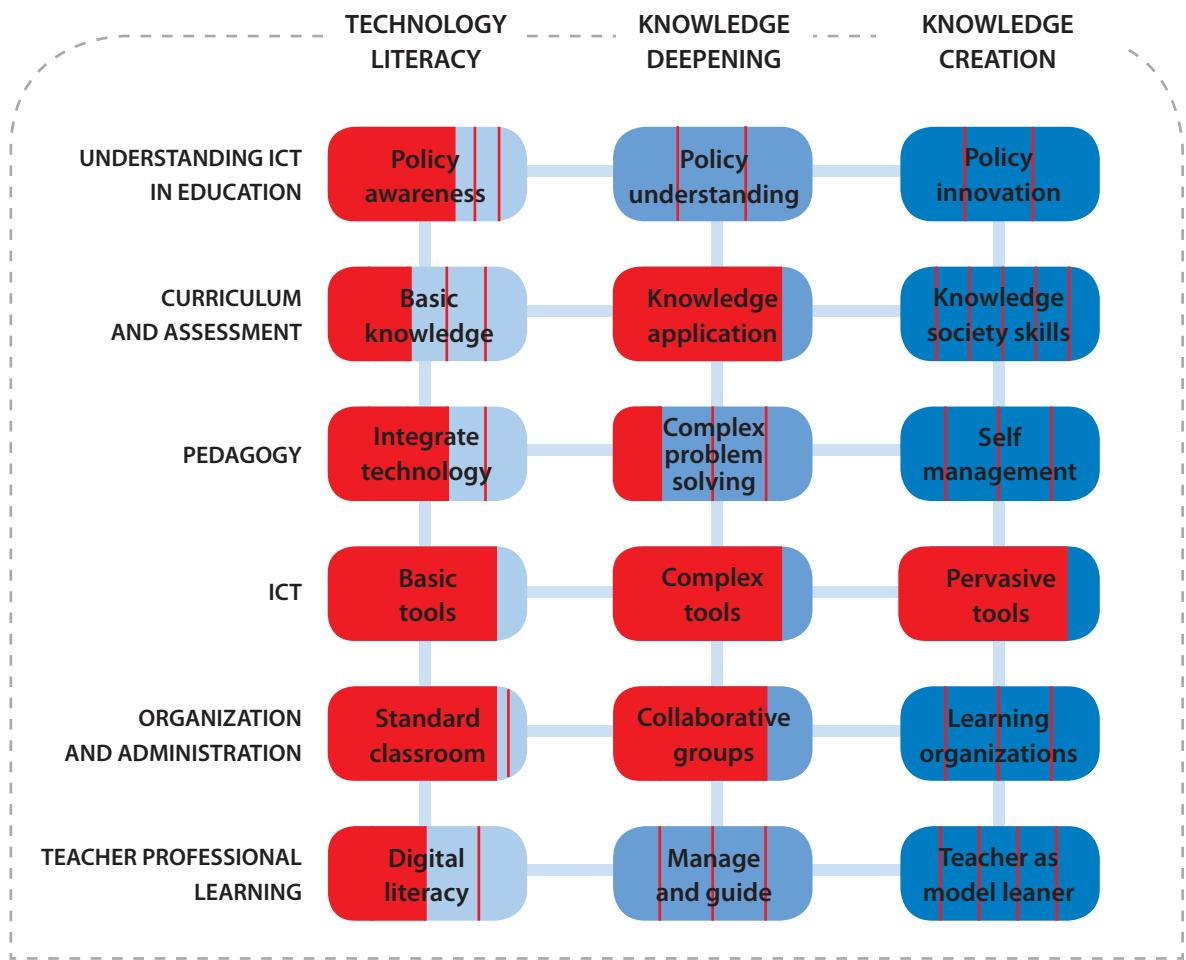 TECHNOLOGY
LITERACY
KNOWLEDGE
DEEPENING
KNOWLEDGE
CREATION
UNDERSTANDING ICT
IN EDUCATION
Policy
awareness
Policy
understanding
Policy
innovation
CURRICULUM
AND ASSESSMENT
Basic
knowledge
Knowledge
application
Knowledge
society skills
PEDAGOGY
Integrate
technology
Complex
problem
solving
Self
management
ICT
Basic
tools
Complex
tools
Pervasive
tools
ORGANIZATION
AND ADMINISTRATION
Standard
classroom
Collaborative
groups
Learning
organizations
TEACHER PROFESSIONAL
LEARNING
Digital
literacy
Manage
and guide
Teacher as
model leaner